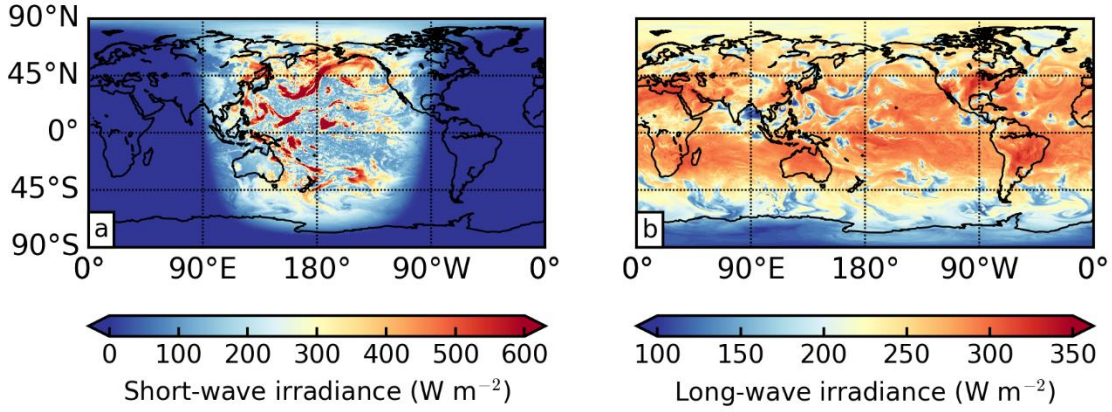 90°N
45°N
0°
45°S
90°S
a
b
0° 90°E 180° 90°W 0°
0° 90°E 180° 90°W 0°
0 100 200 300 400 500 600
100 150 200 250 300 350
Short-wave irradiance (W m⁻²)
Long-wave irradiance (W m⁻²)